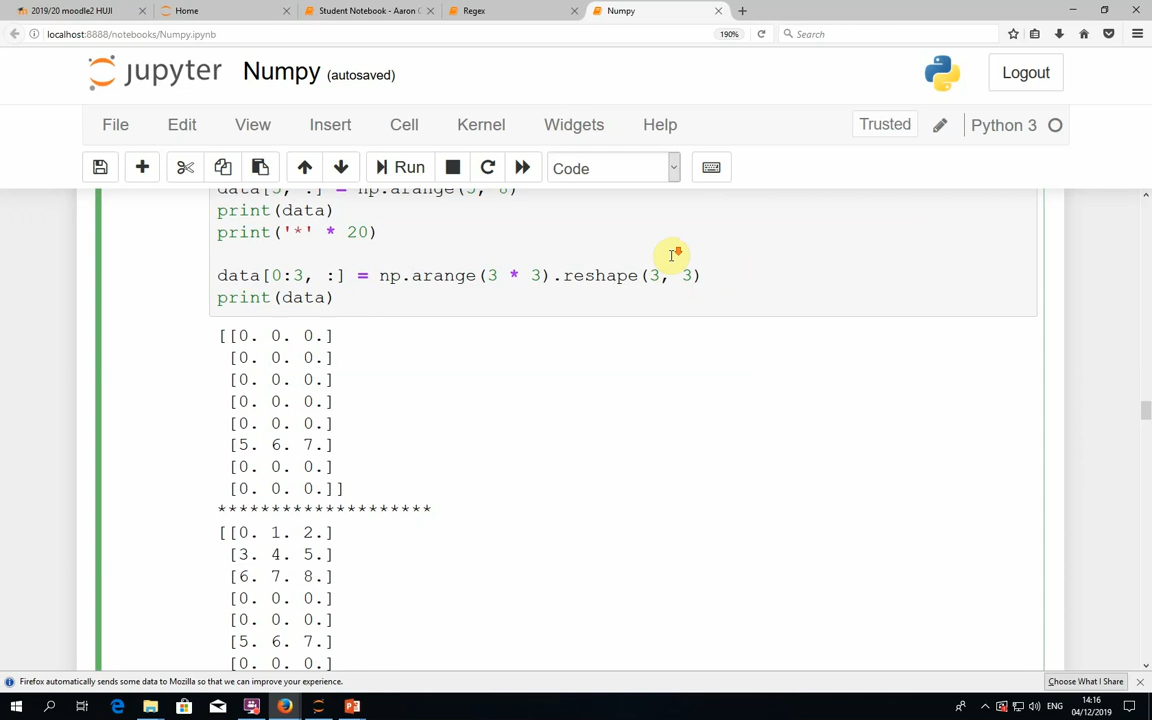 2019/20 moodle2 HUJI
Home
Student Notebook - Aaron
Regex
Numpy
localhost:8888/notebooks/Numpy.ipynb
190%
Search
jupyter
Numpy (autosaved)
Logout
File Edit View Insert Cell Kernel Widgets Help
Trusted
Python 3
Run
Code
print(data)
print('*' * 20)
data[0:3, :] = np.arange(3 * 3).reshape(3, 3)
print(data)
[[0. 0. 0.]
[0. 0. 0.]
[0. 0. 0.]
[0. 0. 0.]
[0. 0. 0.]
[5. 6. 7.]
[0. 0. 0.]
[0. 0. 0.]]
********************
[[0. 1. 2.]
[3. 4. 5.]
[6. 7. 8.]
[0. 0. 0.]
[0. 0. 0.]
[5. 6. 7.]
[0. 0. 0.]
Firefox automatically sends some data to Mozilla so that we can improve your experience.
Choose What I Share
ENG
14:16
04/12/2019